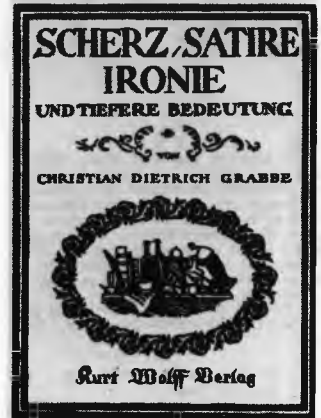 SCHERZ, SATIRE
IRONIE
UND TIEFERE BEDEUTUNG
VON
CHRISTIAN DIETRICH GRABBE
Kurt Wolff Verlag